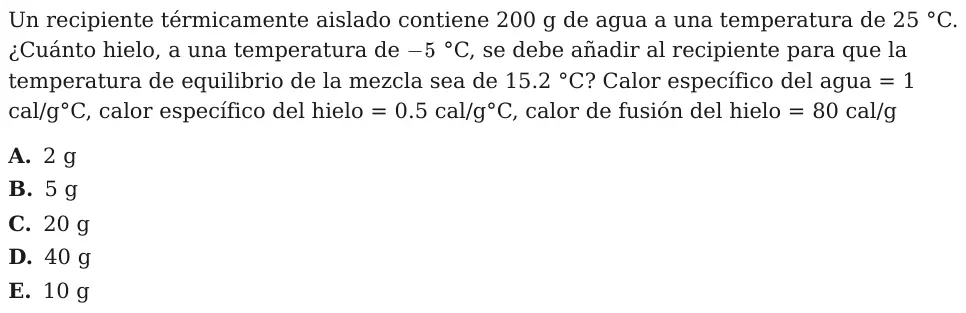 Un recipiente térmicamente aislado contiene 200 g de agua a una temperatura de 25 °C.
¿Cuánto hielo, a una temperatura de −5 °C, se debe añadir al recipiente para que la
temperatura de equilibrio de la mezcla sea de 15.2 °C? Calor específico del agua = 1
cal/g°C, calor específico del hielo = 0.5 cal/g°C, calor de fusión del hielo = 80 cal/g
A. 2 g
B. 5 g
C. 20 g
D. 40 g
E. 10 g